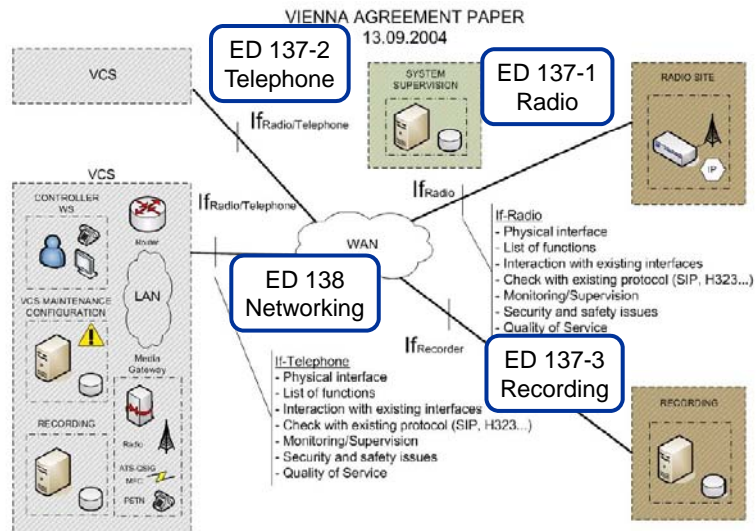 VIENNA AGREEMENT PAPER
13.09.2004
VCS
ED 137-2
Telephone
SYSTEM
SUPERVISION
ED 137-1
Radio
RADIO SITE
IP
IfRadio/Telephone
VCS
CONTROLLER
WS
Router
IfRadio/Telephone
IfRadio
WAN
LAN
If-Radio
- Physical interface
- List of functions
- Interaction with existing interfaces
- Check with existing protocol (SIP, H323...)
- Monitoring/Supervision
- Security and safety issues
- Quality of Service
ED 138
Networking
VCS MAINTENANCE
CONFIGURATION
Media
Gateway
IfRecorder
ED 137-3
Recording
If-Telephone
- Physical interface
- List of functions
- Interaction with existing interfaces
- Check with existing protocol (SIP, H323...)
- Monitoring/Supervision
- Security and safety issues
- Quality of Service
RECORDING
Radio
ATS-QSIG
MFC
PSTN
RECORDING